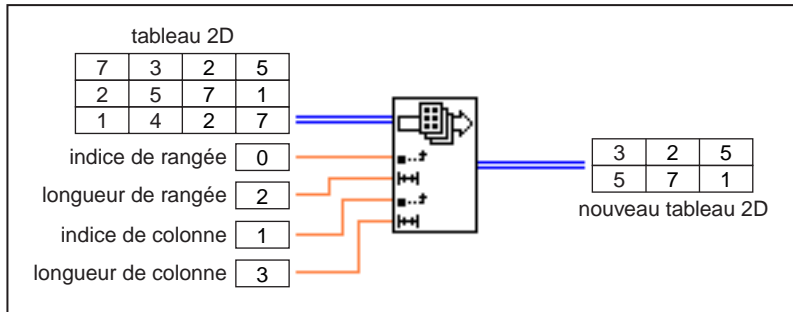 tableau 2D
7 3 2 5
2 5 7 1
1 4 2 7
indice de rangée 0
longueur de rangée 2
indice de colonne 1
longueur de colonne 3
3 2 5
5 7 1
nouveau tableau 2D